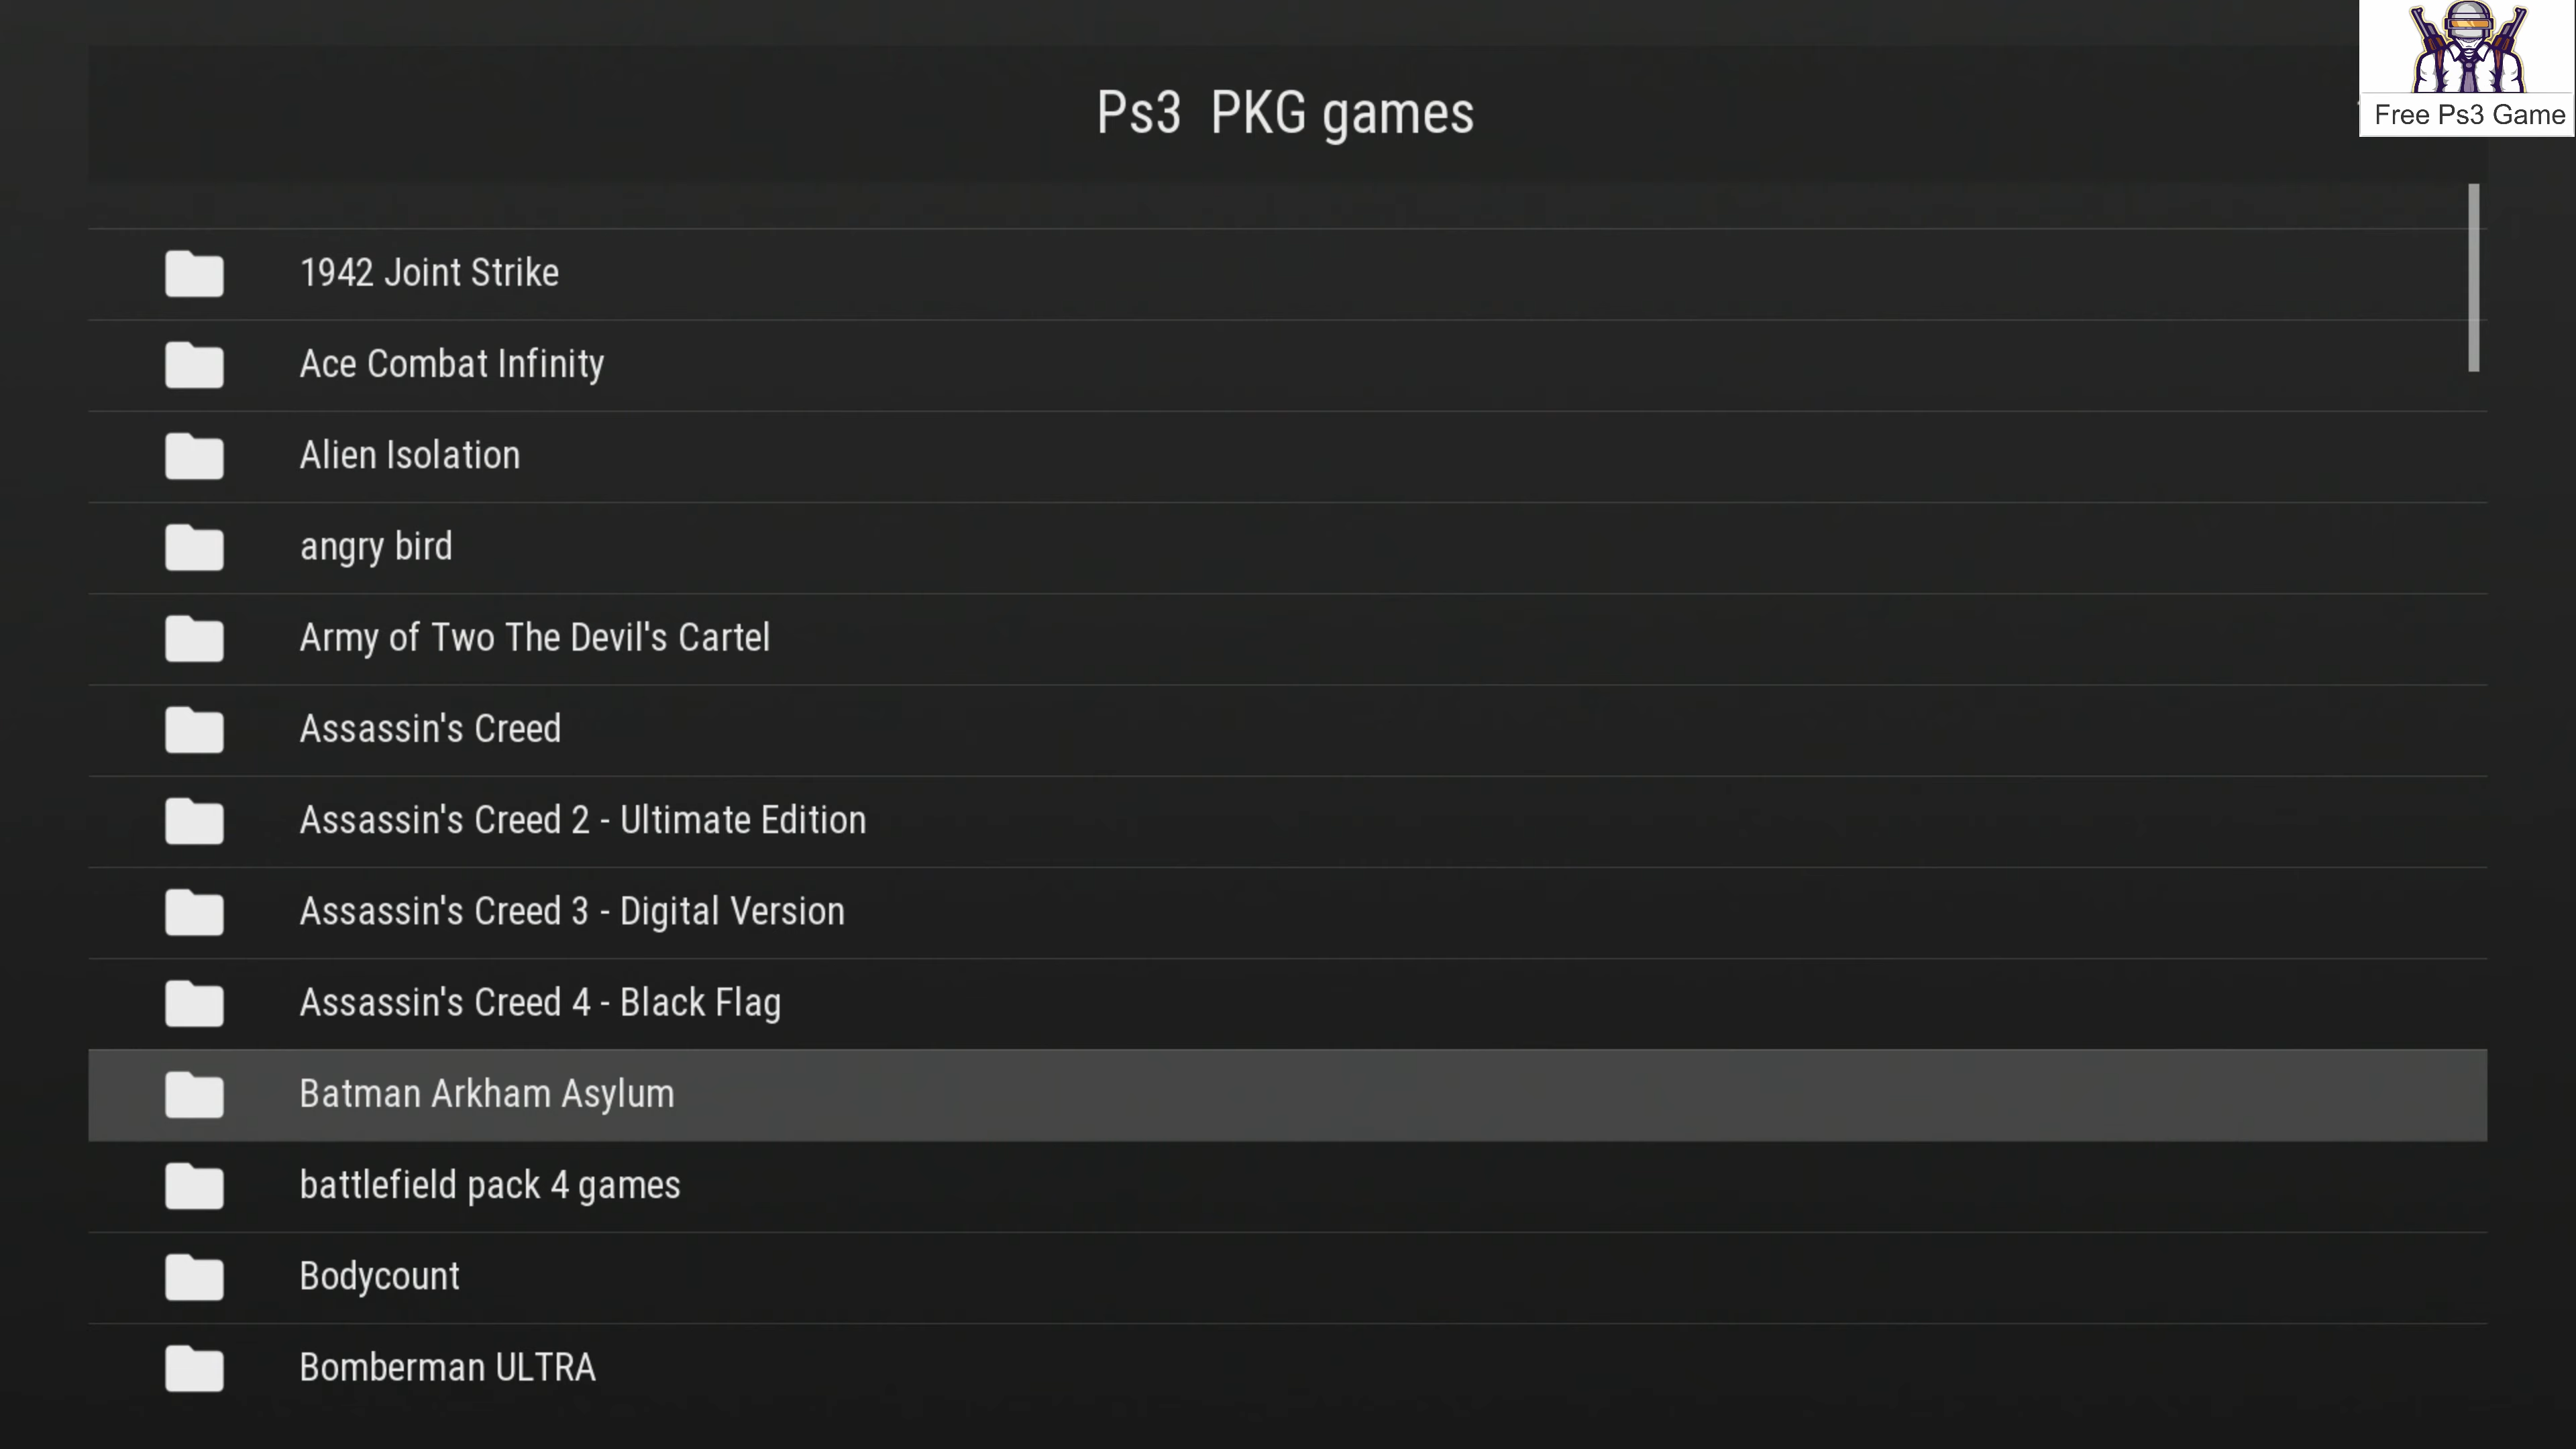 Ps3 PKG games
Free Ps3 Game
1942 Joint Strike
Ace Combat Infinity
Alien Isolation
angry bird
Army of Two The Devil's Cartel
Assassin's Creed
Assassin's Creed 2 - Ultimate Edition
Assassin's Creed 3 - Digital Version
Assassin's Creed 4 - Black Flag
Batman Arkham Asylum
battlefield pack 4 games
Bodycount
Bomberman ULTRA